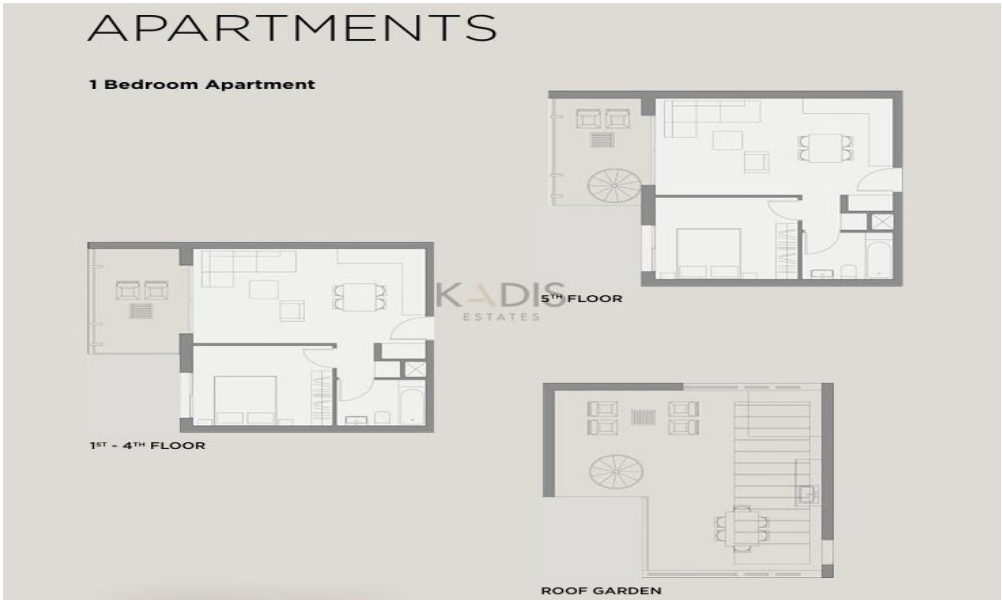 APARTMENTS
1 Bedroom Apartment
KADIS
ESTATES
5TH FLOOR
1ST - 4TH FLOOR
ROOF GARDEN